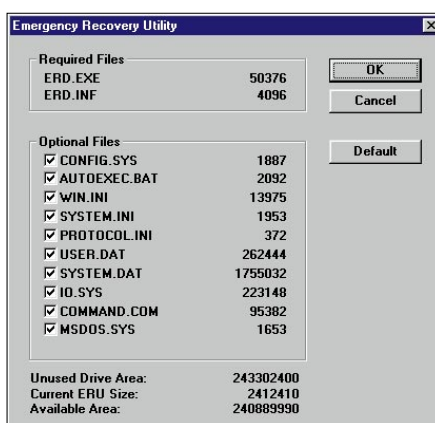 Emergency Recovery Utility
Required Files
ERD.EXE 50376
ERD.INF 4096
OK
Cancel
Default
Optional Files
CONFIG.SYS 1887
AUTOEXEC.BAT 2092
WIN.INI 13975
SYSTEM.INI 1953
PROTOCOL.INI 372
USER.DAT 262444
SYSTEM.DAT 1755032
IO.SYS 223148
COMMAND.COM 95382
MSDOS.SYS 1653
Unused Drive Area: 243302400
Current ERU Size: 2412410
Available Area: 240889990